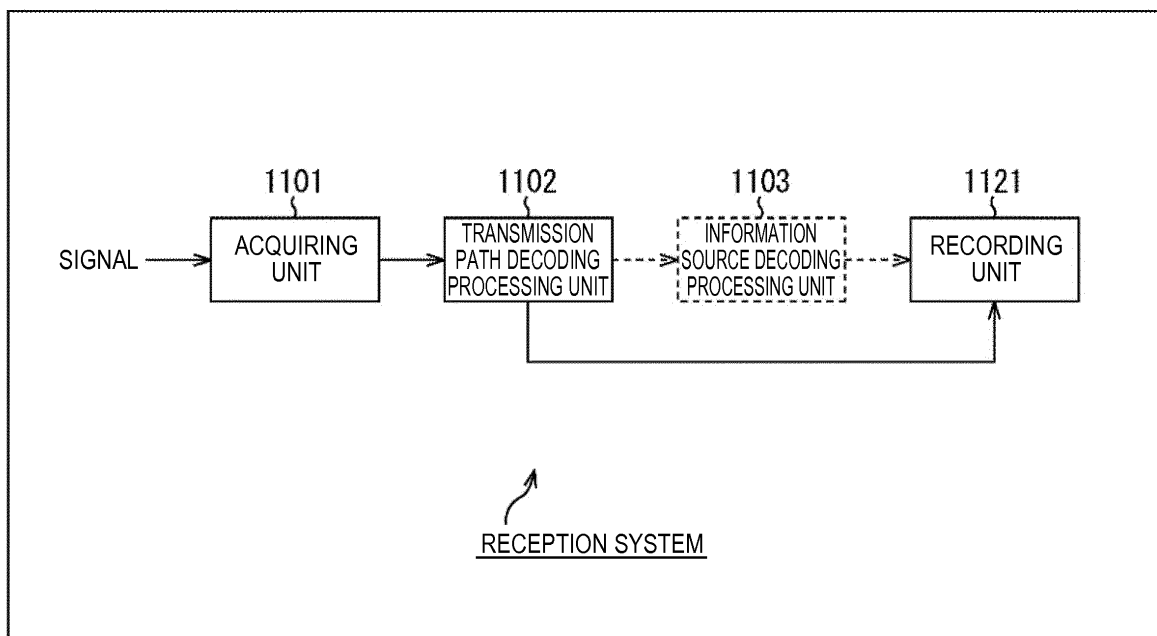 1101
1102
1103
1121
SIGNAL
ACQUIRING
UNIT
TRANSMISSION
PATH DECODING
PROCESSING UNIT
INFORMATION
SOURCE DECODING
PROCESSING UNIT
RECORDING
UNIT
RECEPTION SYSTEM